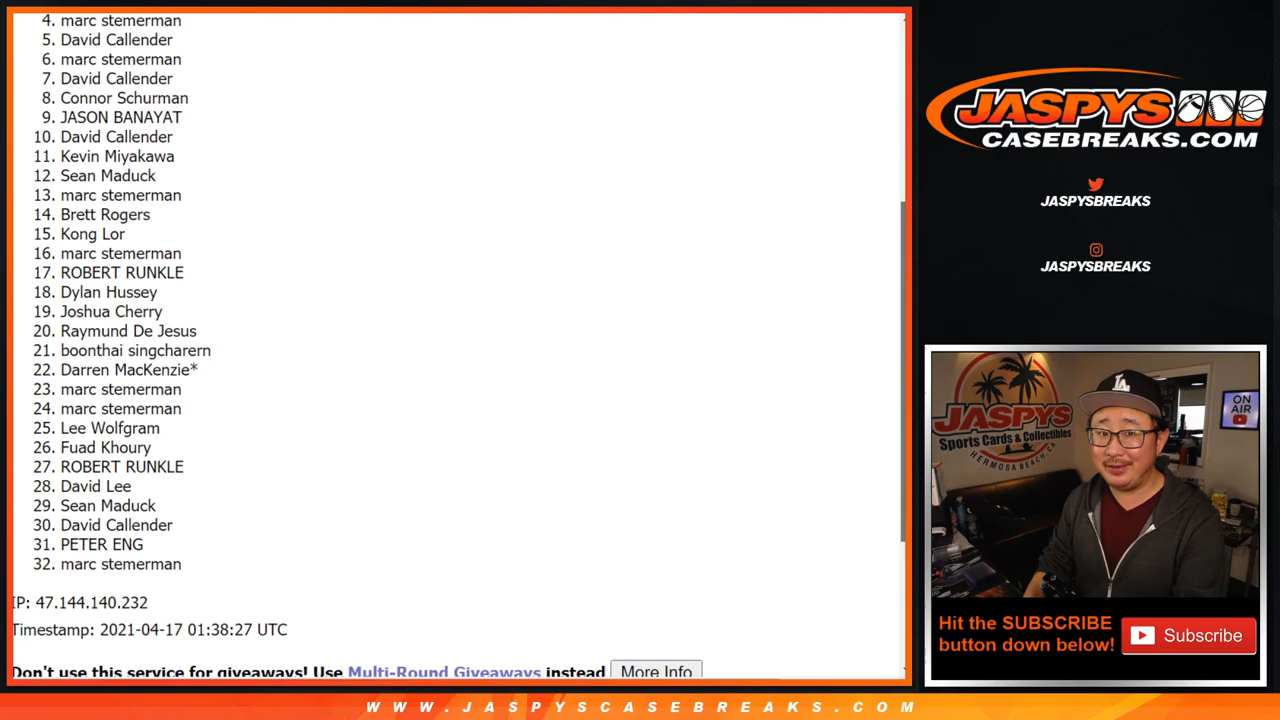 4. marc stemerman
5. David Callender
6. marc stemerman
7. David Callender
8. Connor Schurman
9. JASON BANAYAT
10. David Callender
11. Kevin Miyakawa
12. Sean Maduck
13. marc stemerman
14. Brett Rogers
15. Kong Lor
16. marc stemerman
17. ROBERT RUNKLE
18. Dylan Hussey
19. Joshua Cherry
20. Raymund De Jesus
21. boonthai singcharern
22. Darren MacKenzie*
23. marc stemerman
24. marc stemerman
25. Lee Wolfgram
26. Fuad Khoury
27. ROBERT RUNKLE
28. David Lee
29. Sean Maduck
30. David Callender
31. PETER ENG
32. marc stemerman
IP: 47.144.140.232
Timestamp: 2021-04-17 01:38:27 UTC
Don't use this service for giveaways! Use Multi-Round Giveaways instead More Info
JASPYS
CASEBREAKS.COM
JASPYSBREAKS
JASPYSBREAKS
JASPYS
Sports Cards & Collectibles
HERMOSA BEACH, CA
LA
ON
AIR
Hit the SUBSCRIBE
button down below!
Subscribe
WWW.JASPYSCASEBREAKS.COM